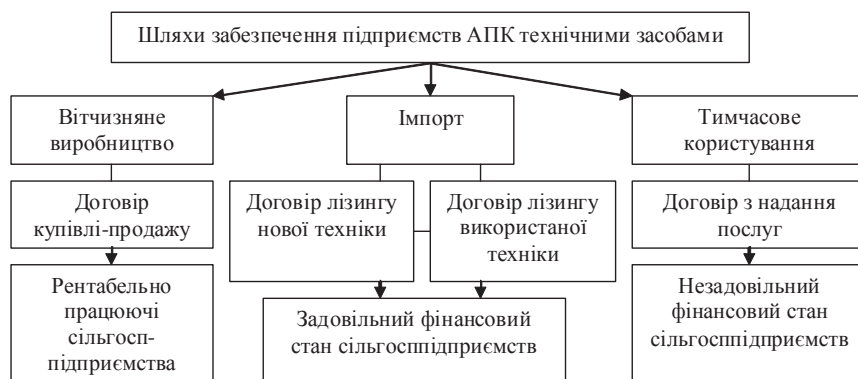 Шляхи забезпечення підприємств АПК технічними засобами
Вітчизняне
виробництво
Імпорт
Тимчасове
користування
Договір
купівлі-продажу
Договір лізингу
нової техніки
Договір лізингу
використаної
техніки
Договір з надання
послуг
Рентабельно
працюючі
сільгосп-
підприємства
Задовільний фінансовий
стан сільгосппідприємств
Незадовільний
фінансовий стан
сільгосппідприємств